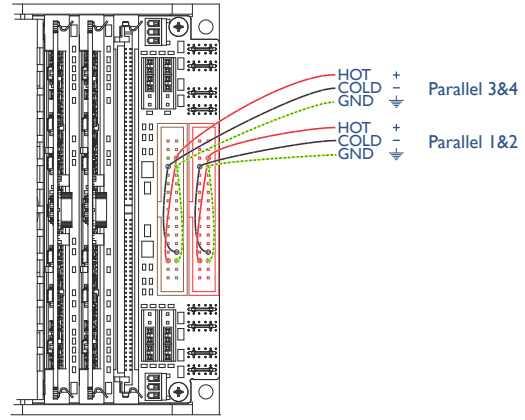 HOT +
COLD - Parallel 3&4
GND
HOT +
COLD - Parallel 1&2
GND